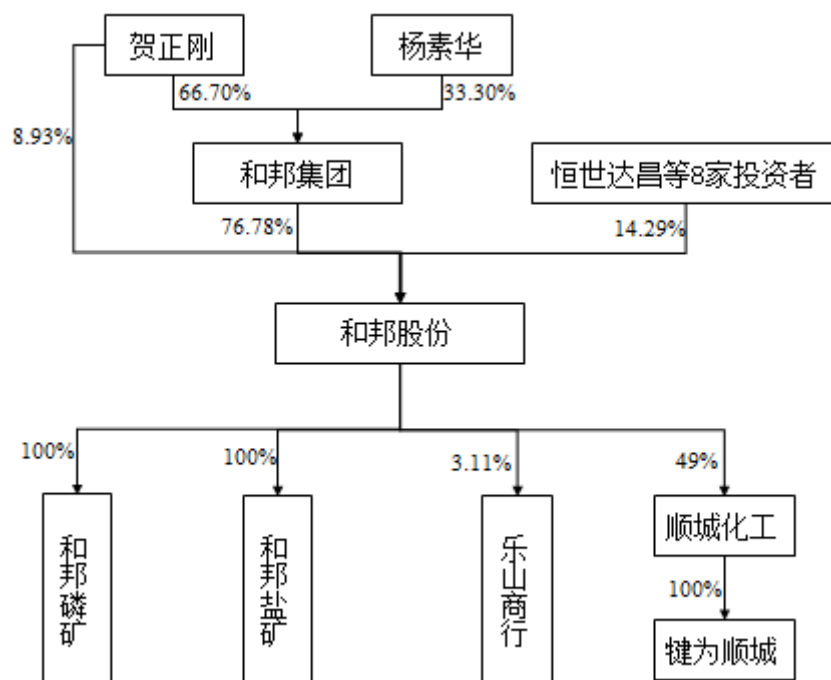 贺正刚
杨素华
66.70%
33.30%
8.93%
和邦集团
恒世达昌等8家投资者
76.78%
14.29%
和邦股份
100%
100%
3.11%
49%
和邦磷矿
和邦盐矿
乐山商行
顺城化工
100%
犍为顺城